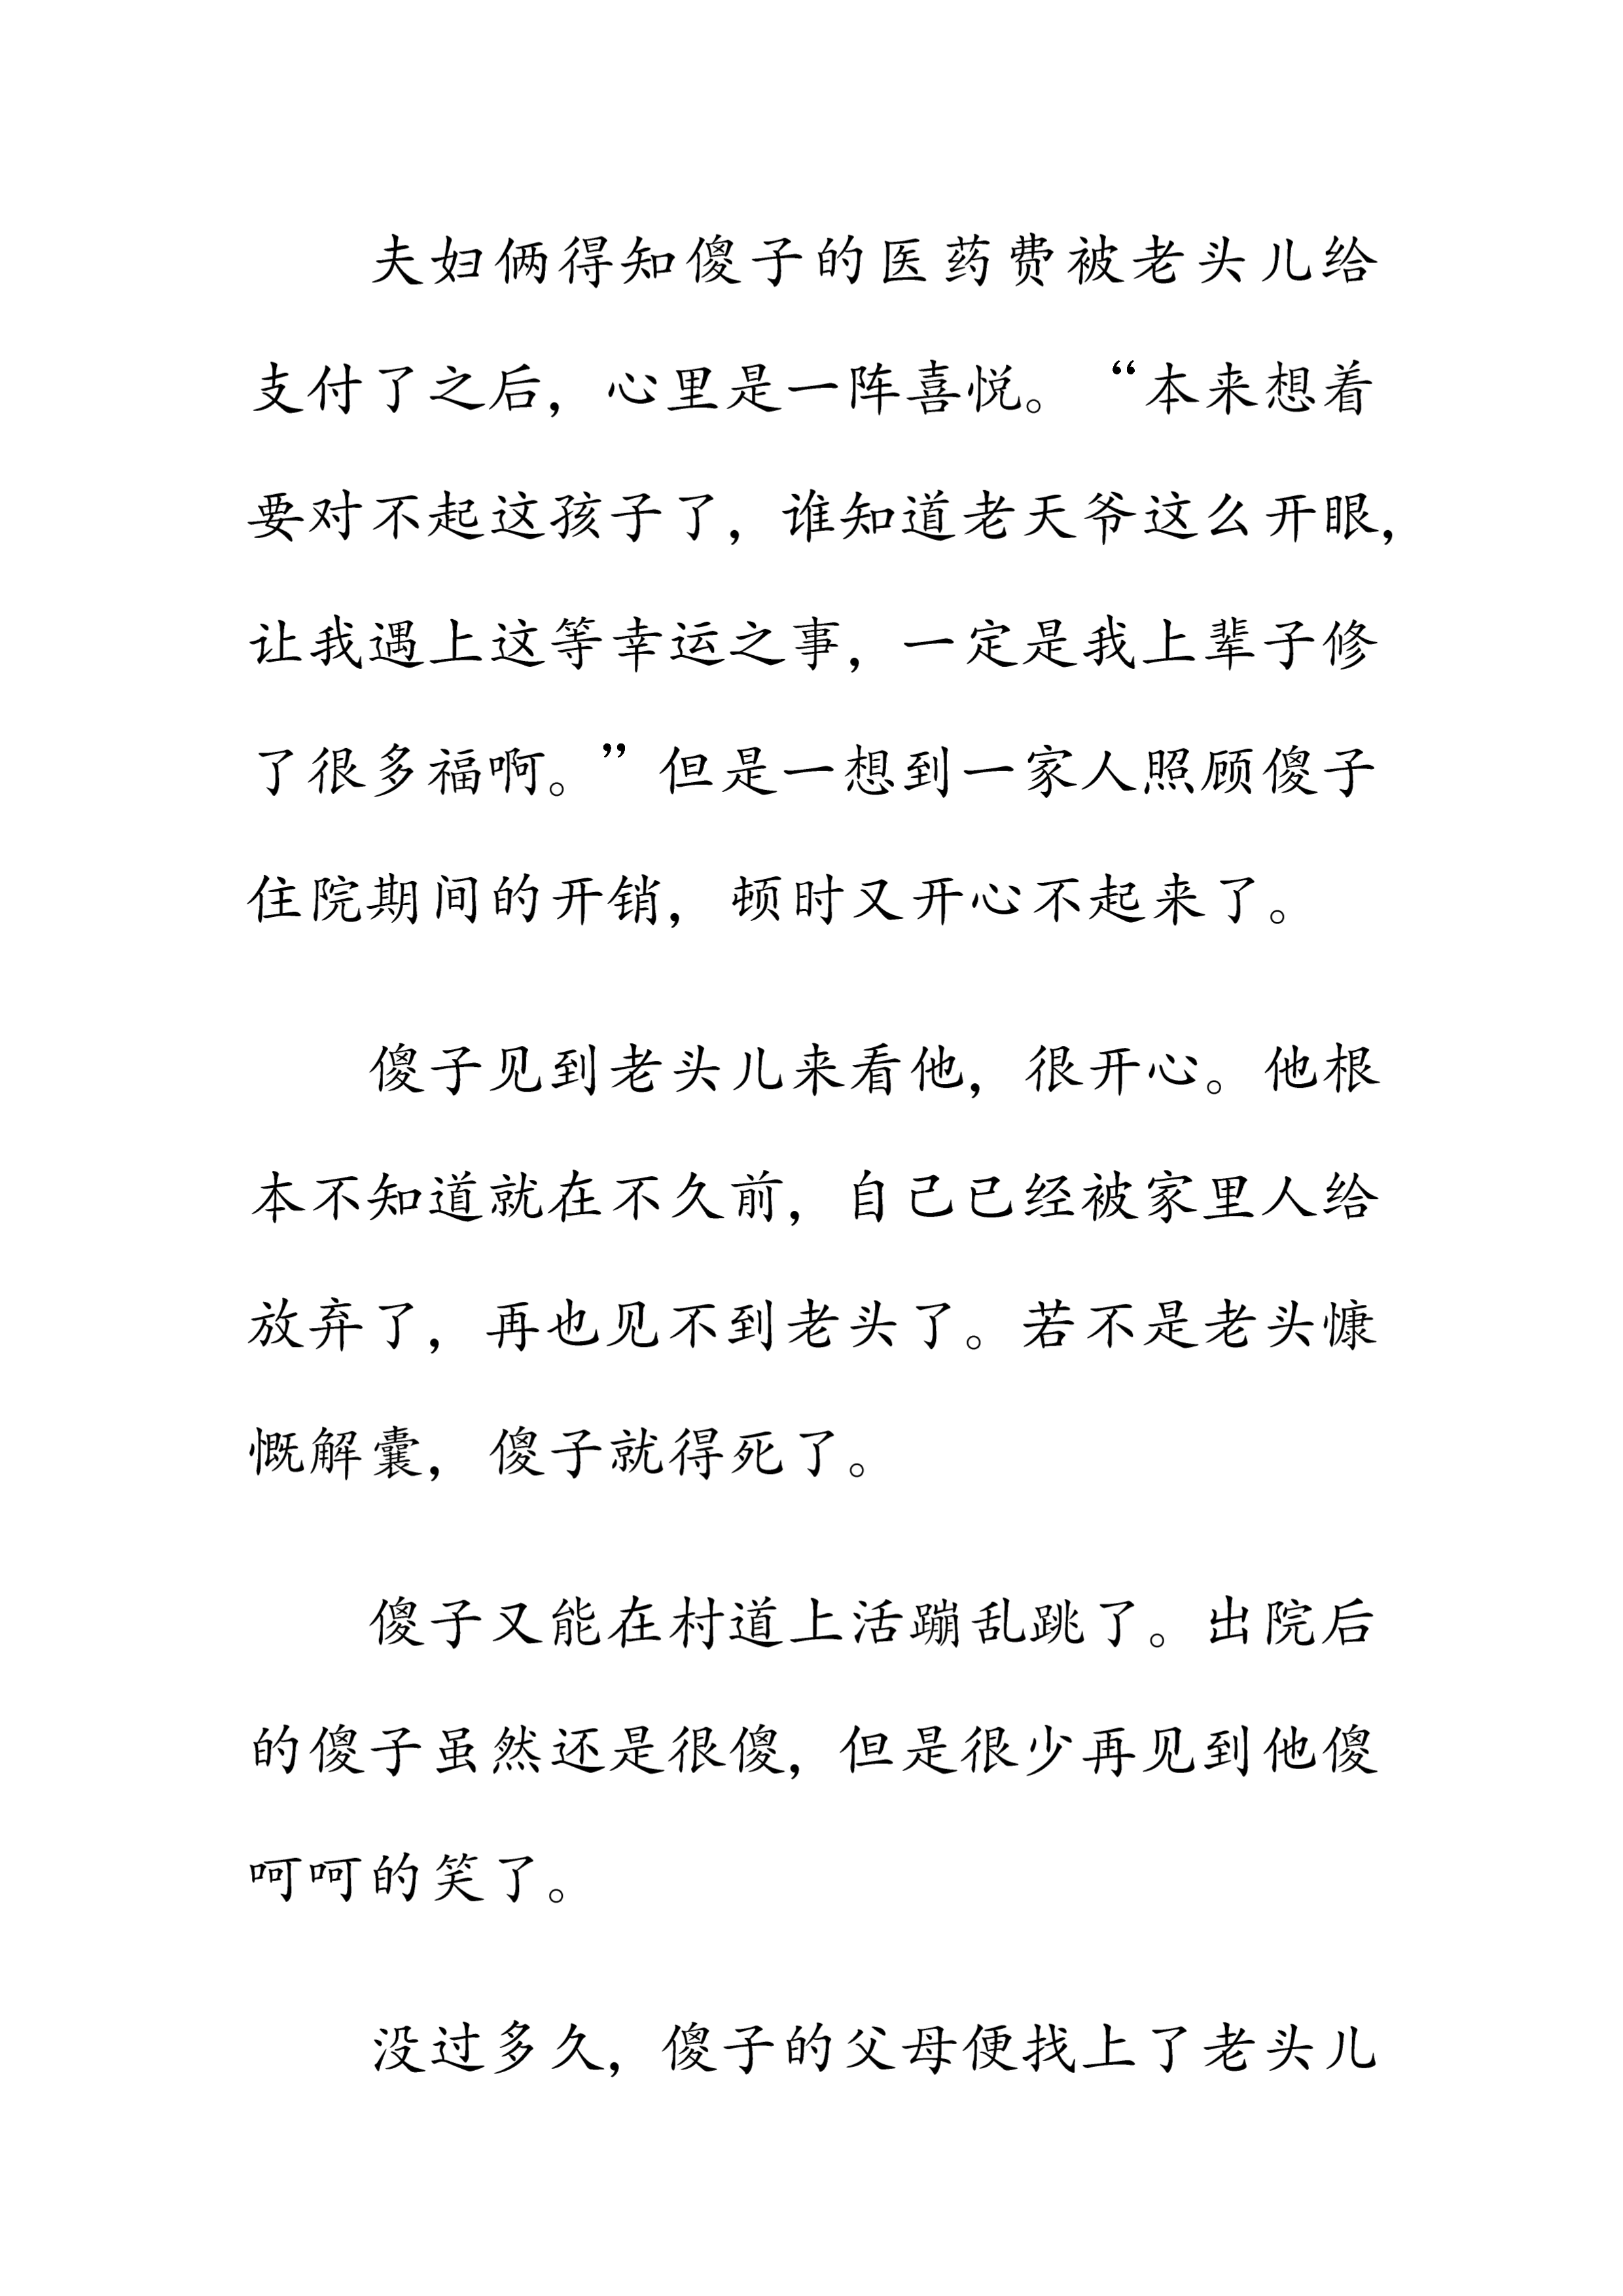 夫妇俩得知傻子的医药费被老头儿给
支付了之后，心里是一阵喜悦。“本来想着
要对不起这孩子了，谁知道老天爷这么开眼，
让我遇上这等幸运之事，一定是我上辈子修
了很多福啊。”但是一想到一家人照顾傻子
住院期间的开销，顿时又开心不起来了。
傻子见到老头儿来看他，很开心。他根
本不知道就在不久前，自己已经被家里人给
放弃了，再也见不到老头了。若不是老头慷
慨解囊，傻子就得死了。
傻子又能在村道上活蹦乱跳了。出院后
的傻子虽然还是很傻，但是很少再见到他傻
呵呵的笑了。
没过多久，傻子的父母便找上了老头儿